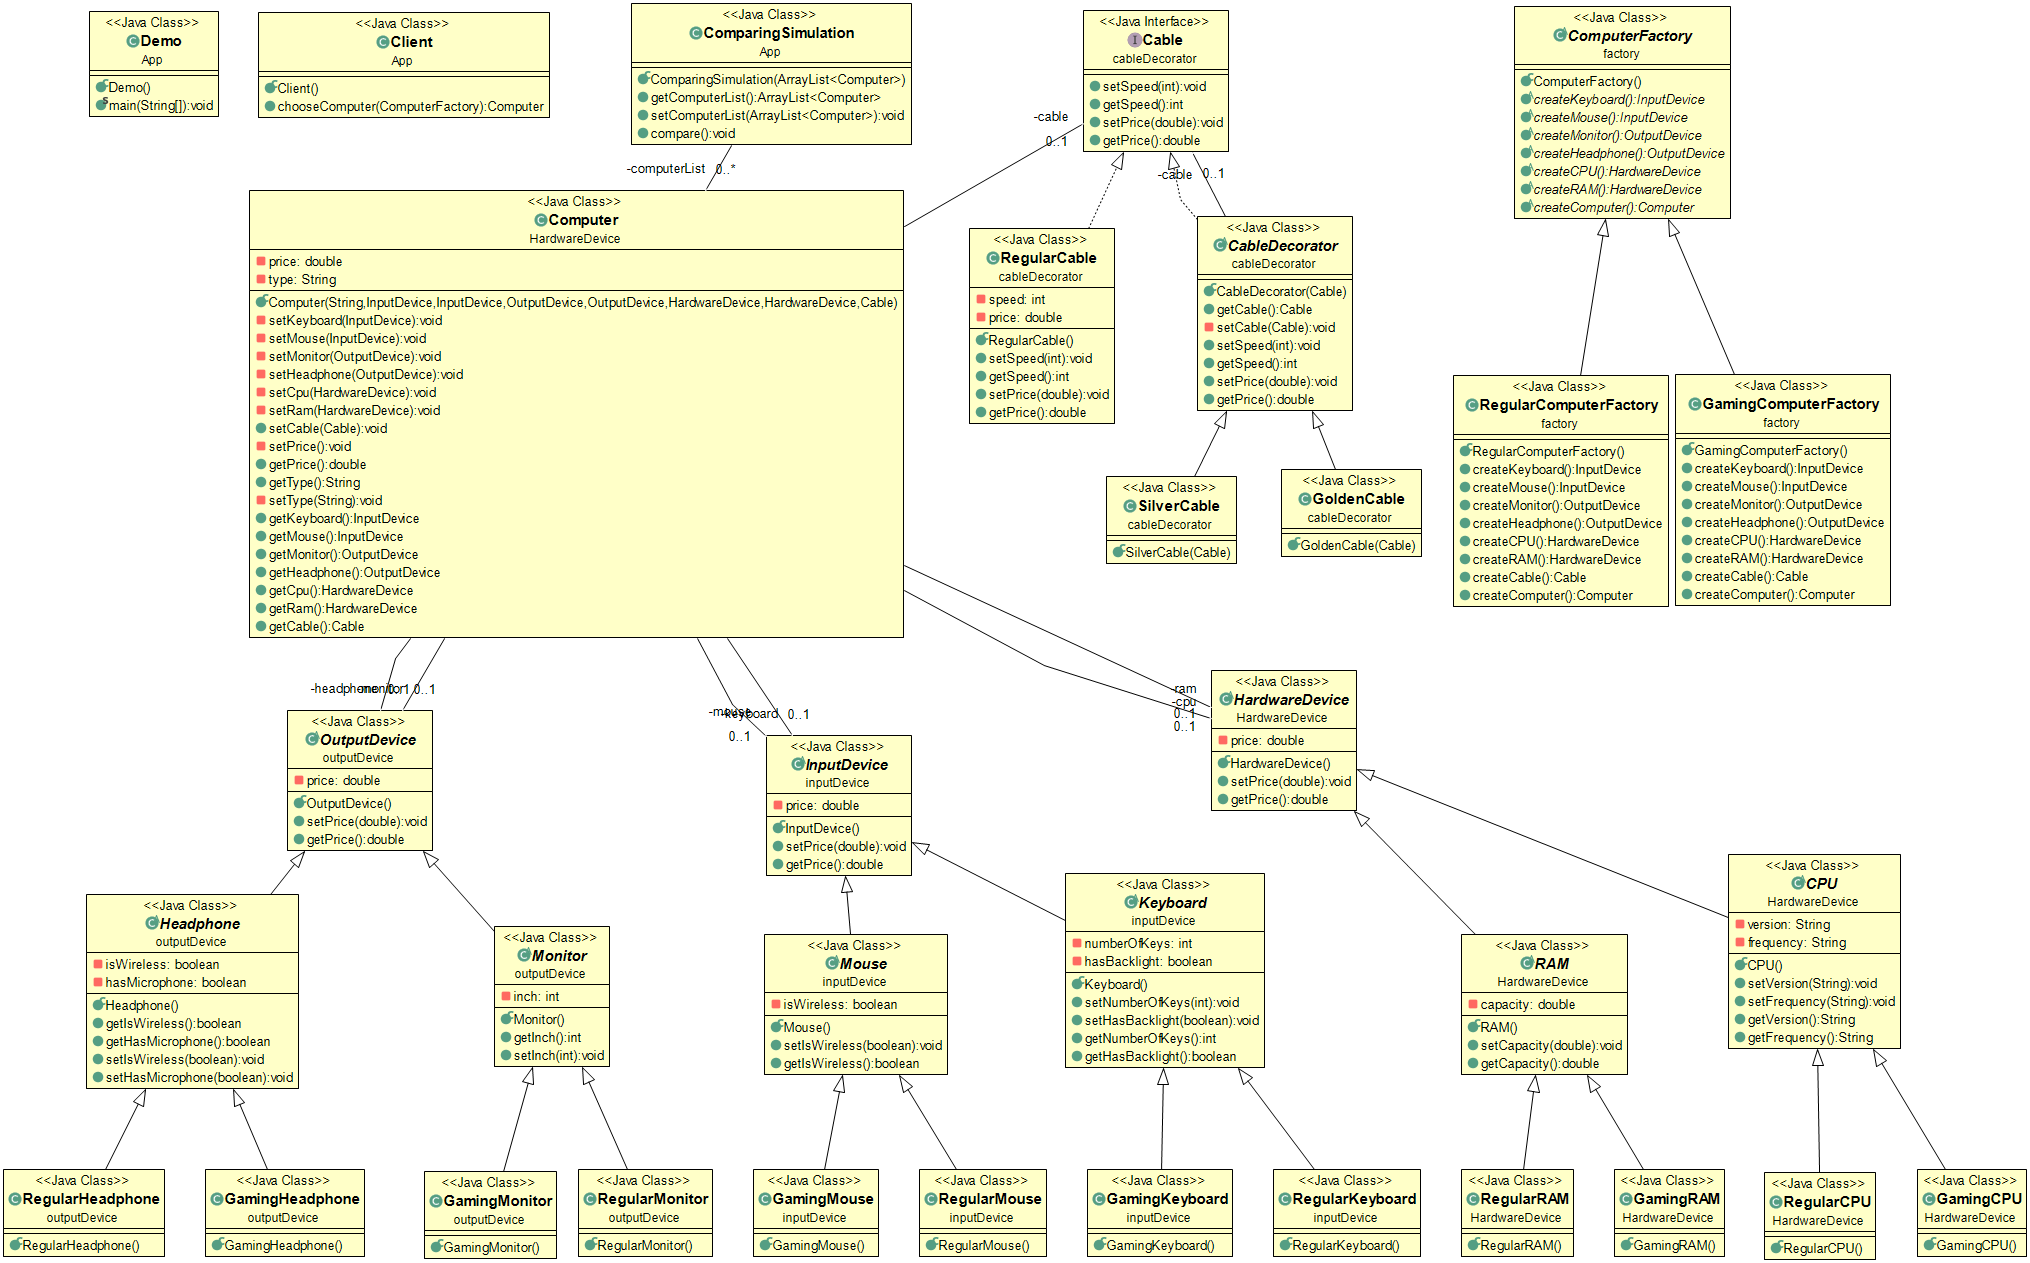 <<Java Class>>
Demo
App
Demo()
main(String[]):void
<<Java Class>>
Client
App
Client()
chooseComputer(ComputerFactory):Computer
<<Java Class>>
ComparingSimulation
App
ComparingSimulation(ArrayList<Computer>)
getComputerList():ArrayList<Computer>
setComputerList(ArrayList<Computer>):void
compare():void
<<Java Interface>>
Cable
cableDecorator
setSpeed(int):void
getSpeed():int
setPrice(double):void
getPrice():double
<<Java Class>>
ComputerFactory
factory
ComputerFactory()
createKeyboard():InputDevice
createMouse():InputDevice
createMonitor():OutputDevice
createHeadphone():OutputDevice
createCPU():HardwareDevice
createRAM():HardwareDevice
createComputer():Computer
-cable
0..1
-computerList 0..*
-cable 0..1
<<Java Class>>
Computer
HardwareDevice
price: double
type: String
Computer(String,InputDevice,InputDevice,OutputDevice,OutputDevice,HardwareDevice,HardwareDevice,Cable)
setKeyboard(InputDevice):void
setMouse(InputDevice):void
setMonitor(OutputDevice):void
setHeadphone(OutputDevice):void
setCpu(HardwareDevice):void
setRam(HardwareDevice):void
setCable(Cable):void
setPrice():void
getPrice():double
getType():String
setType(String):void
getKeyboard():InputDevice
getMouse():InputDevice
getMonitor():OutputDevice
getHeadphone():OutputDevice
getCpu():HardwareDevice
getRam():HardwareDevice
getCable():Cable
<<Java Class>>
RegularCable
cableDecorator
speed: int
price: double
RegularCable()
setSpeed(int):void
getSpeed():int
setPrice(double):void
getPrice():double
<<Java Class>>
CableDecorator
cableDecorator
CableDecorator(Cable)
getCable():Cable
setCable(Cable):void
setSpeed(int):void
getSpeed():int
setPrice(double):void
getPrice():double
<<Java Class>>
SilverCable
cableDecorator
SilverCable(Cable)
<<Java Class>>
GoldenCable
cableDecorator
GoldenCable(Cable)
<<Java Class>>
RegularComputerFactory
factory
RegularComputerFactory()
createKeyboard():InputDevice
createMouse():InputDevice
createMonitor():OutputDevice
createHeadphone():OutputDevice
createCPU():HardwareDevice
createRAM():HardwareDevice
createCable():Cable
createComputer():Computer
<<Java Class>>
GamingComputerFactory
factory
GamingComputerFactory()
createKeyboard():InputDevice
createMouse():InputDevice
createMonitor():OutputDevice
createHeadphone():OutputDevice
createCPU():HardwareDevice
createRAM():HardwareDevice
createCable():Cable
createComputer():Computer
-headphone
-monitor
0..1
0..1
-mouse
0..1
-keyboard 0..1
-ram
-cpu
0..1
0..1
<<Java Class>>
OutputDevice
outputDevice
price: double
OutputDevice()
setPrice(double):void
getPrice():double
<<Java Class>>
InputDevice
inputDevice
price: double
InputDevice()
setPrice(double):void
getPrice():double
<<Java Class>>
HardwareDevice
HardwareDevice
price: double
HardwareDevice()
setPrice(double):void
getPrice():double
<<Java Class>>
Headphone
outputDevice
isWireless: boolean
hasMicrophone: boolean
Headphone()
getIsWireless():boolean
getHasMicrophone():boolean
setIsWireless(boolean):void
setHasMicrophone(boolean):void
<<Java Class>>
Monitor
outputDevice
inch: int
Monitor()
getInch():int
setInch(int):void
<<Java Class>>
Mouse
inputDevice
isWireless: boolean
Mouse()
setIsWireless(boolean):void
getIsWireless():boolean
<<Java Class>>
Keyboard
inputDevice
numberOfKeys: int
hasBacklight: boolean
Keyboard()
setNumberOfKeys(int):void
setHasBacklight(boolean):void
getNumberOfKeys():int
getHasBacklight():boolean
<<Java Class>>
RAM
HardwareDevice
capacity: double
RAM()
setCapacity(double):void
getCapacity():double
<<Java Class>>
CPU
HardwareDevice
version: String
frequency: String
CPU()
setVersion(String):void
setFrequency(String):void
getVersion():String
getFrequency():String
<<Java Class>>
RegularHeadphone
outputDevice
RegularHeadphone()
<<Java Class>>
GamingHeadphone
outputDevice
GamingHeadphone()
<<Java Class>>
GamingMonitor
outputDevice
GamingMonitor()
<<Java Class>>
RegularMonitor
outputDevice
RegularMonitor()
<<Java Class>>
GamingMouse
inputDevice
GamingMouse()
<<Java Class>>
RegularMouse
inputDevice
RegularMouse()
<<Java Class>>
GamingKeyboard
inputDevice
GamingKeyboard()
<<Java Class>>
RegularKeyboard
inputDevice
RegularKeyboard()
<<Java Class>>
RegularRAM
HardwareDevice
RegularRAM()
<<Java Class>>
GamingRAM
HardwareDevice
GamingRAM()
<<Java Class>>
RegularCPU
HardwareDevice
RegularCPU()
<<Java Class>>
GamingCPU
HardwareDevice
GamingCPU()